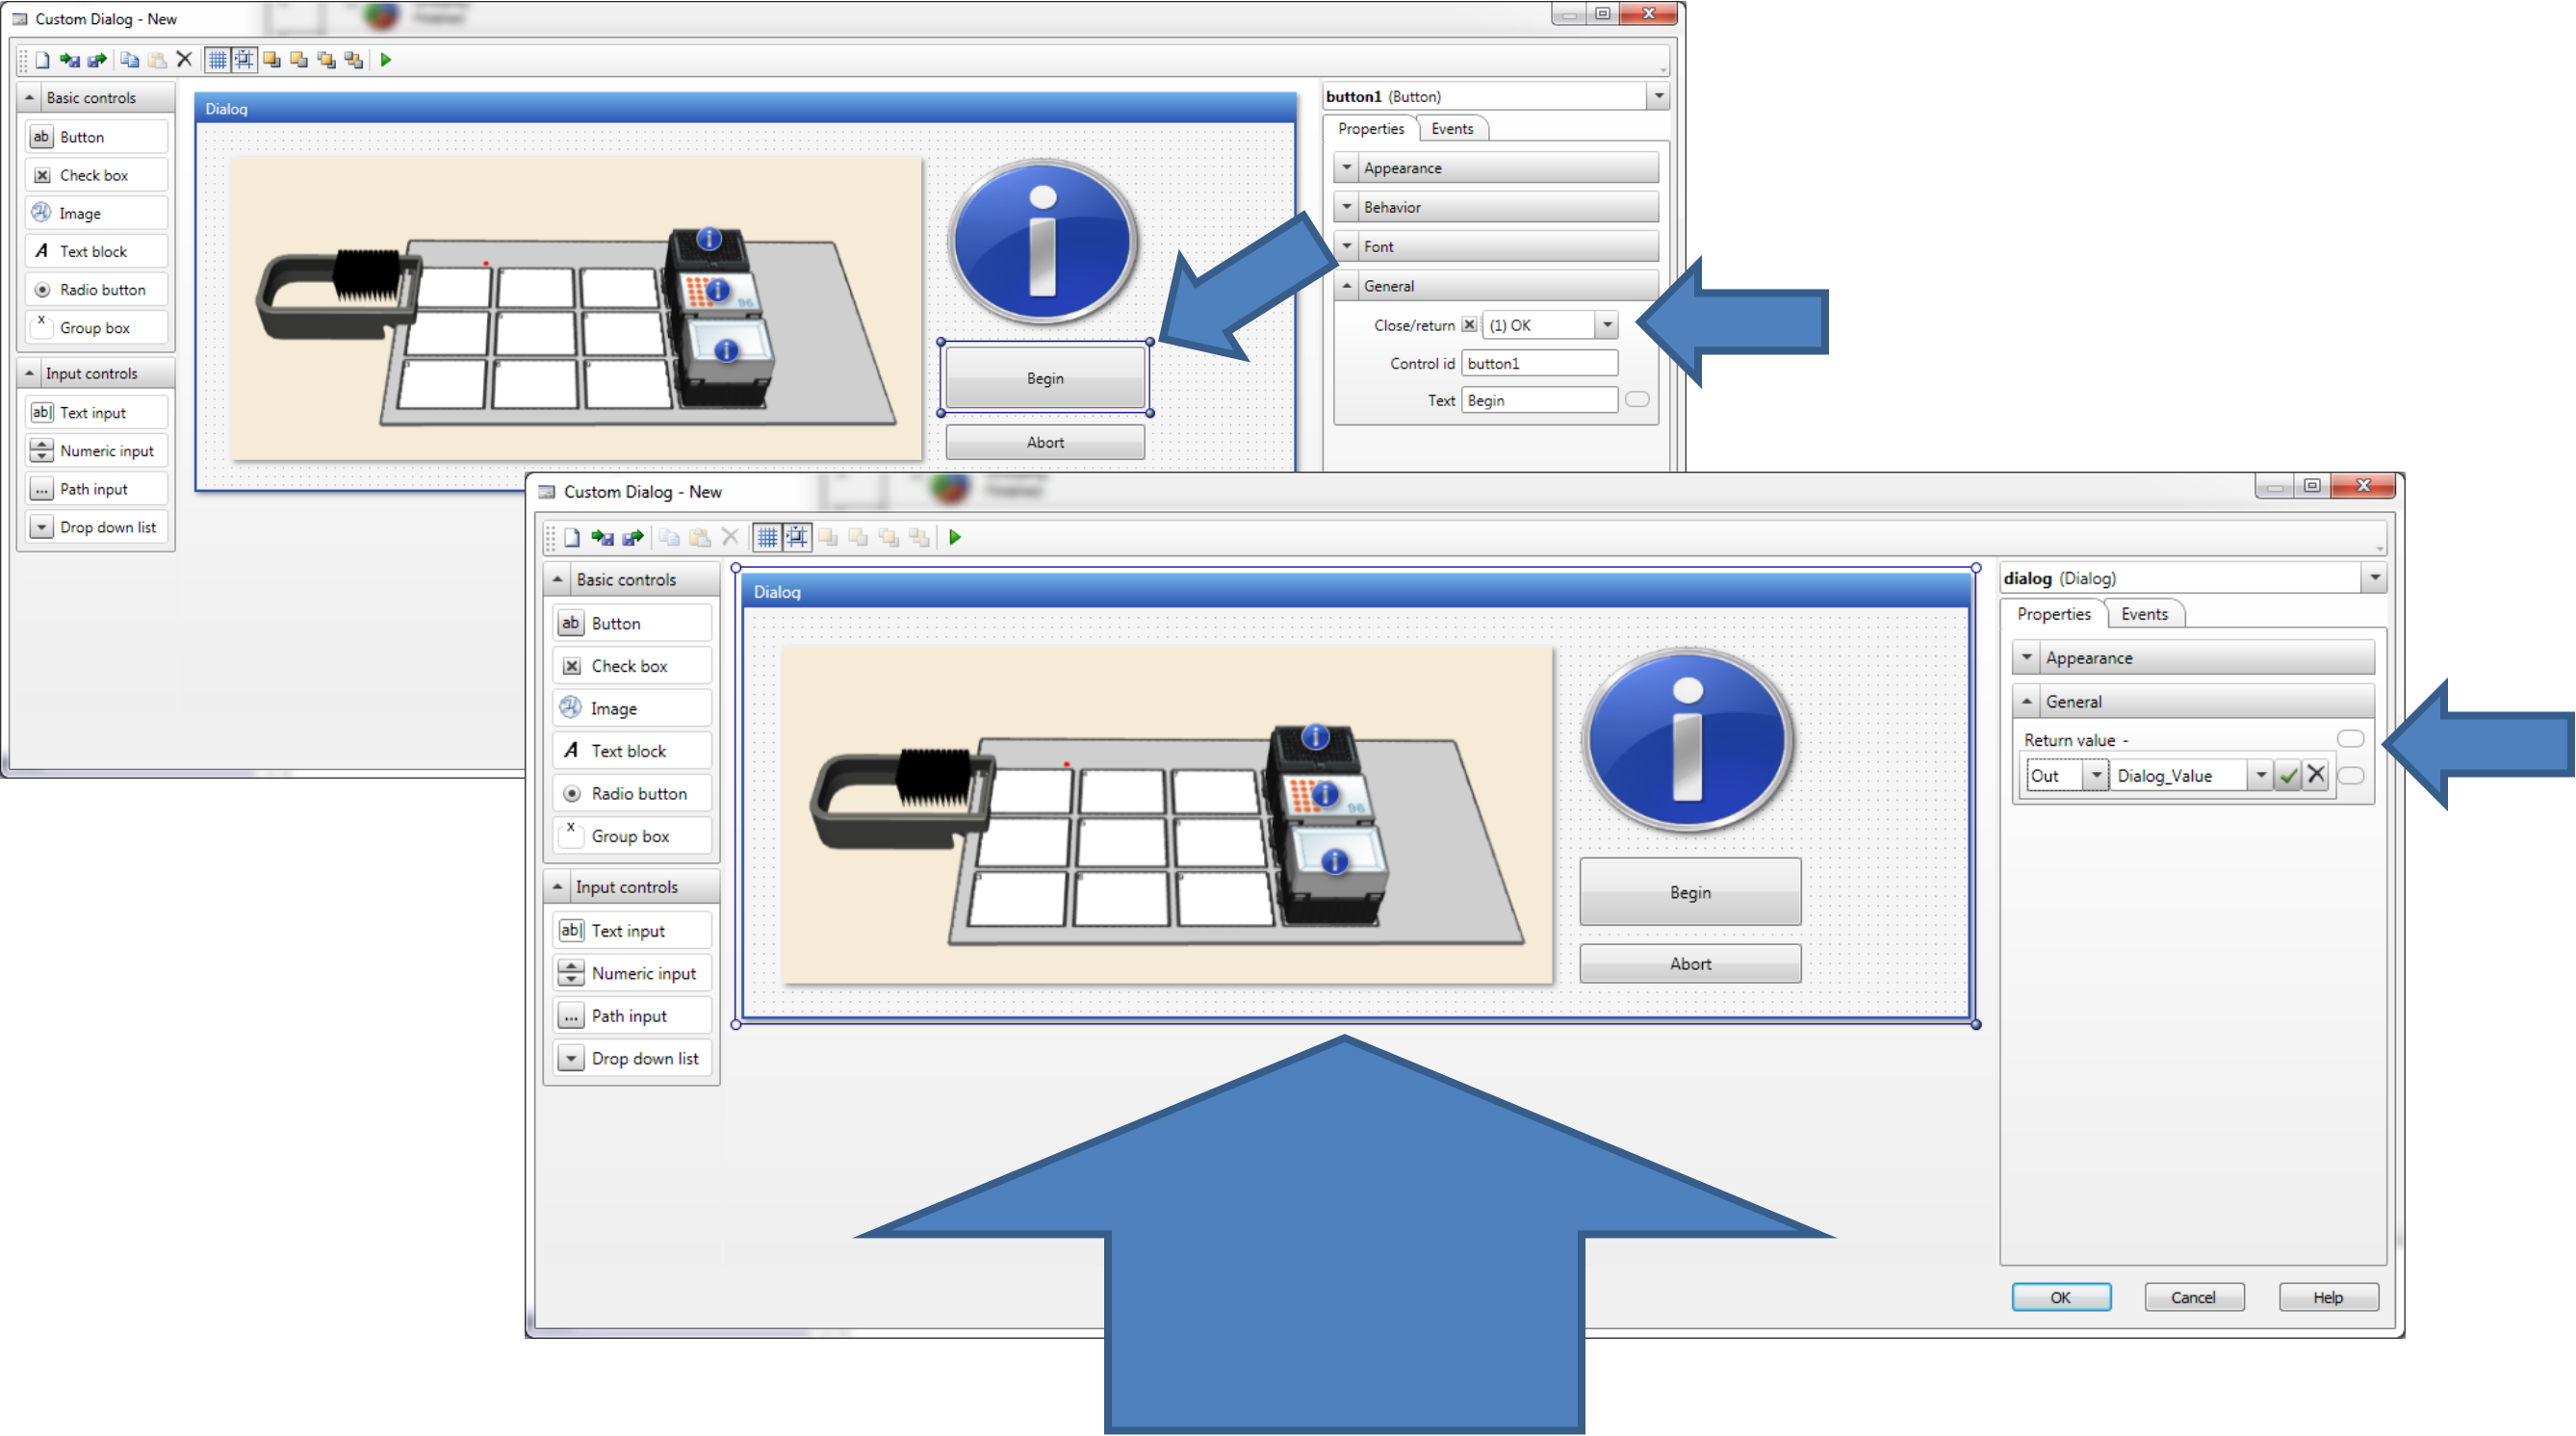 Custom Dialog - New
Basic controls
ab Button
Check box
Image
A Text block
Radio button
x Group box
Input controls
ab| Text input
Numeric input
... Path input
Drop down list
Dialog
96
Begin
Abort
button1 (Button)
Properties Events
Appearance
Behavior
Font
General
Close/return (1) OK
Control id button1
Text Begin
Custom Dialog - New
Basic controls
ab Button
Check box
Image
A Text block
Radio button
x Group box
Input controls
ab| Text input
Numeric input
... Path input
Drop down list
Dialog
96
Begin
Abort
dialog (Dialog)
Properties Events
Appearance
General
Return value -
Out Dialog_Value
OK Cancel Help